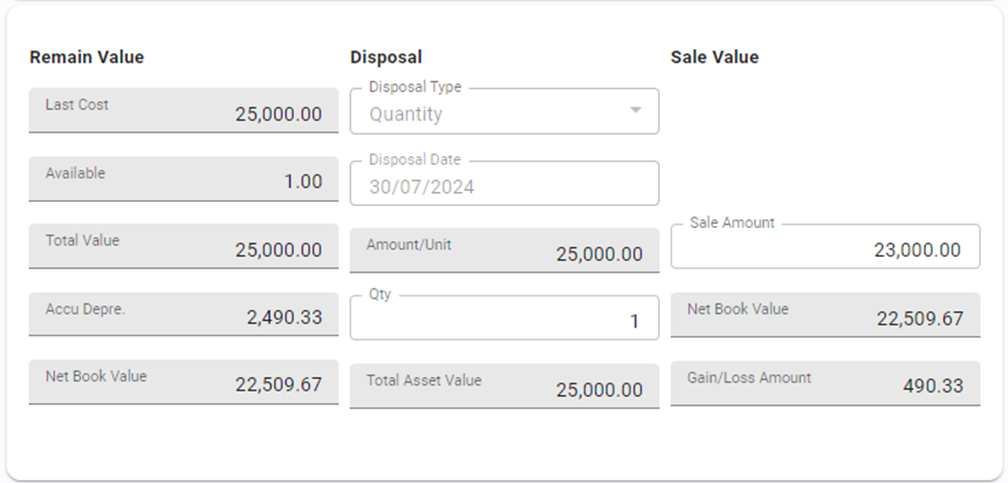 Remain Value
Last Cost
25,000.00
Available
1.00
Total Value
25,000.00
Accu Depre.
2,490.33
Net Book Value
22,509.67
Disposal
Disposal Type
Quantity
Disposal Date
30/07/2024
Amount/Unit
25,000.00
Qty
1
Total Asset Value
25,000.00
Sale Value
Sale Amount
23,000.00
Net Book Value
22,509.67
Gain/Loss Amount
490.33